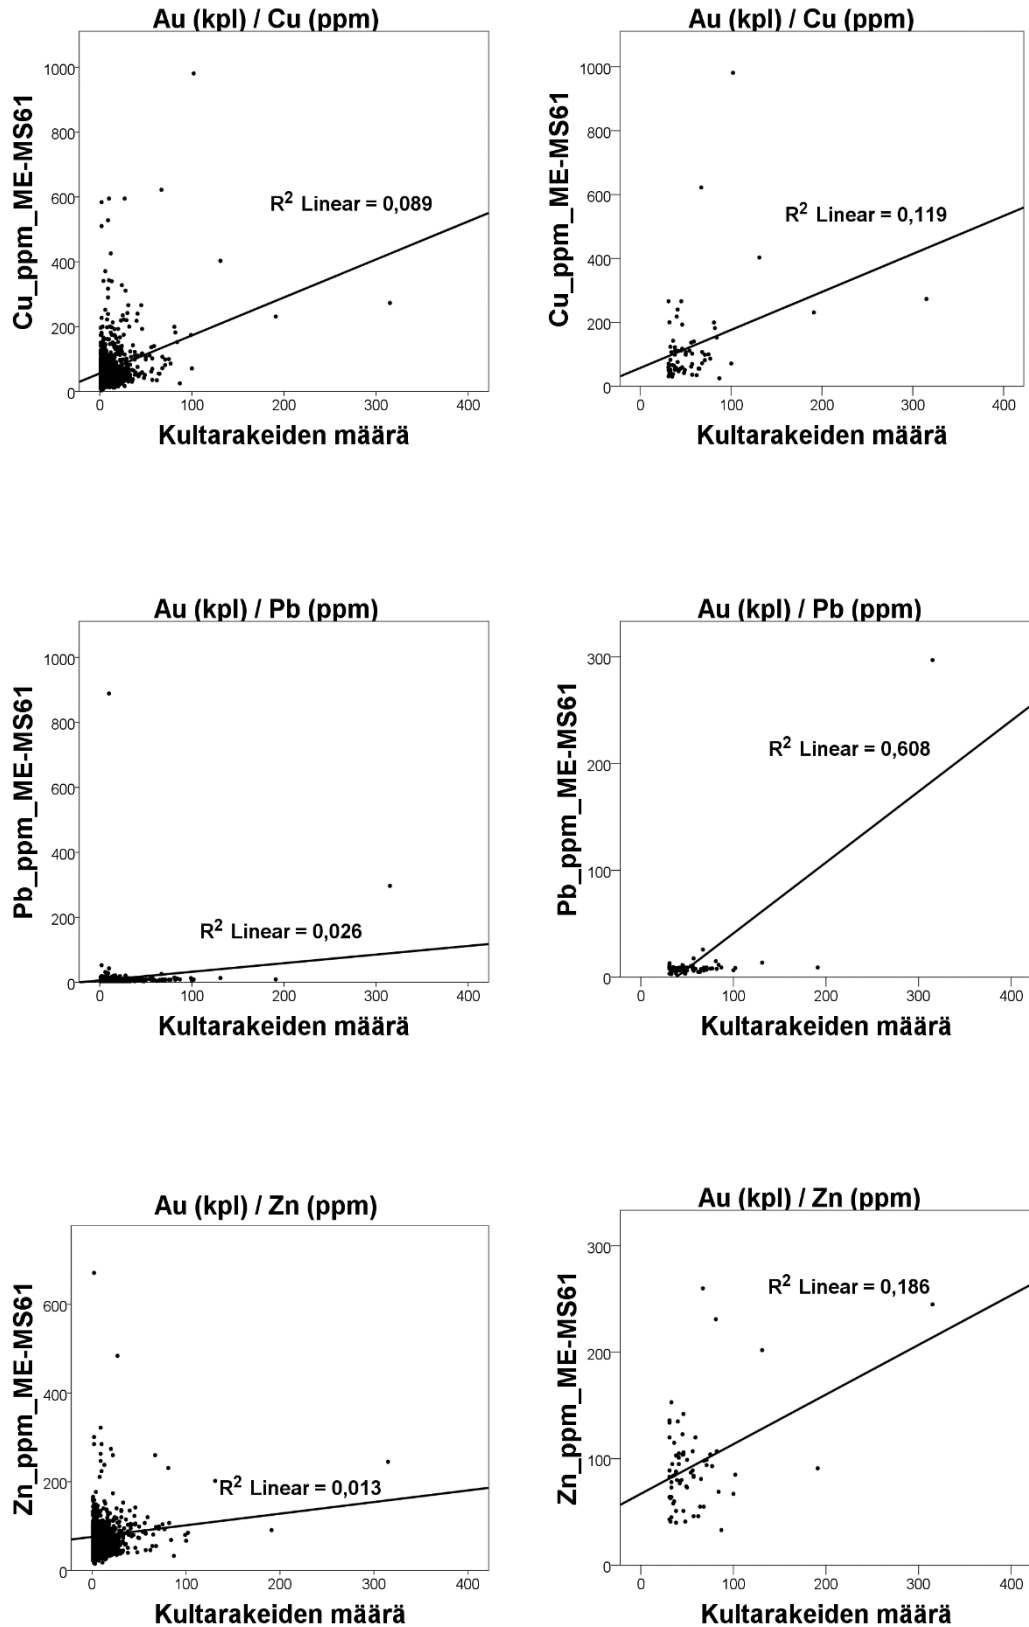 Au (kpl) / Cu (ppm)
Cu_ppm_ME-MS61
1000
800
600
400
200
0
R2 Linear = 0,089
0 100 200 300 400
Kultarakeiden määrä
Au (kpl) / Cu (ppm)
Cu_ppm_ME-MS61
1000
800
600
400
200
0
R2 Linear = 0,119
0 100 200 300 400
Kultarakeiden määrä
Au (kpl) / Pb (ppm)
Pb_ppm_ME-MS61
1000
800
600
400
200
0
R2 Linear = 0,026
0 100 200 300 400
Kultarakeiden määrä
Au (kpl) / Pb (ppm)
Pb_ppm_ME-MS61
300
200
100
0
R2 Linear = 0,608
0 100 200 300 400
Kultarakeiden määrä
Au (kpl) / Zn (ppm)
Zn_ppm_ME-MS61
600
400
200
0
R2 Linear = 0,013
0 100 200 300 400
Kultarakeiden määrä
Au (kpl) / Zn (ppm)
Zn_ppm_ME-MS61
300
200
100
0
R2 Linear = 0,186
0 100 200 300 400
Kultarakeiden määrä